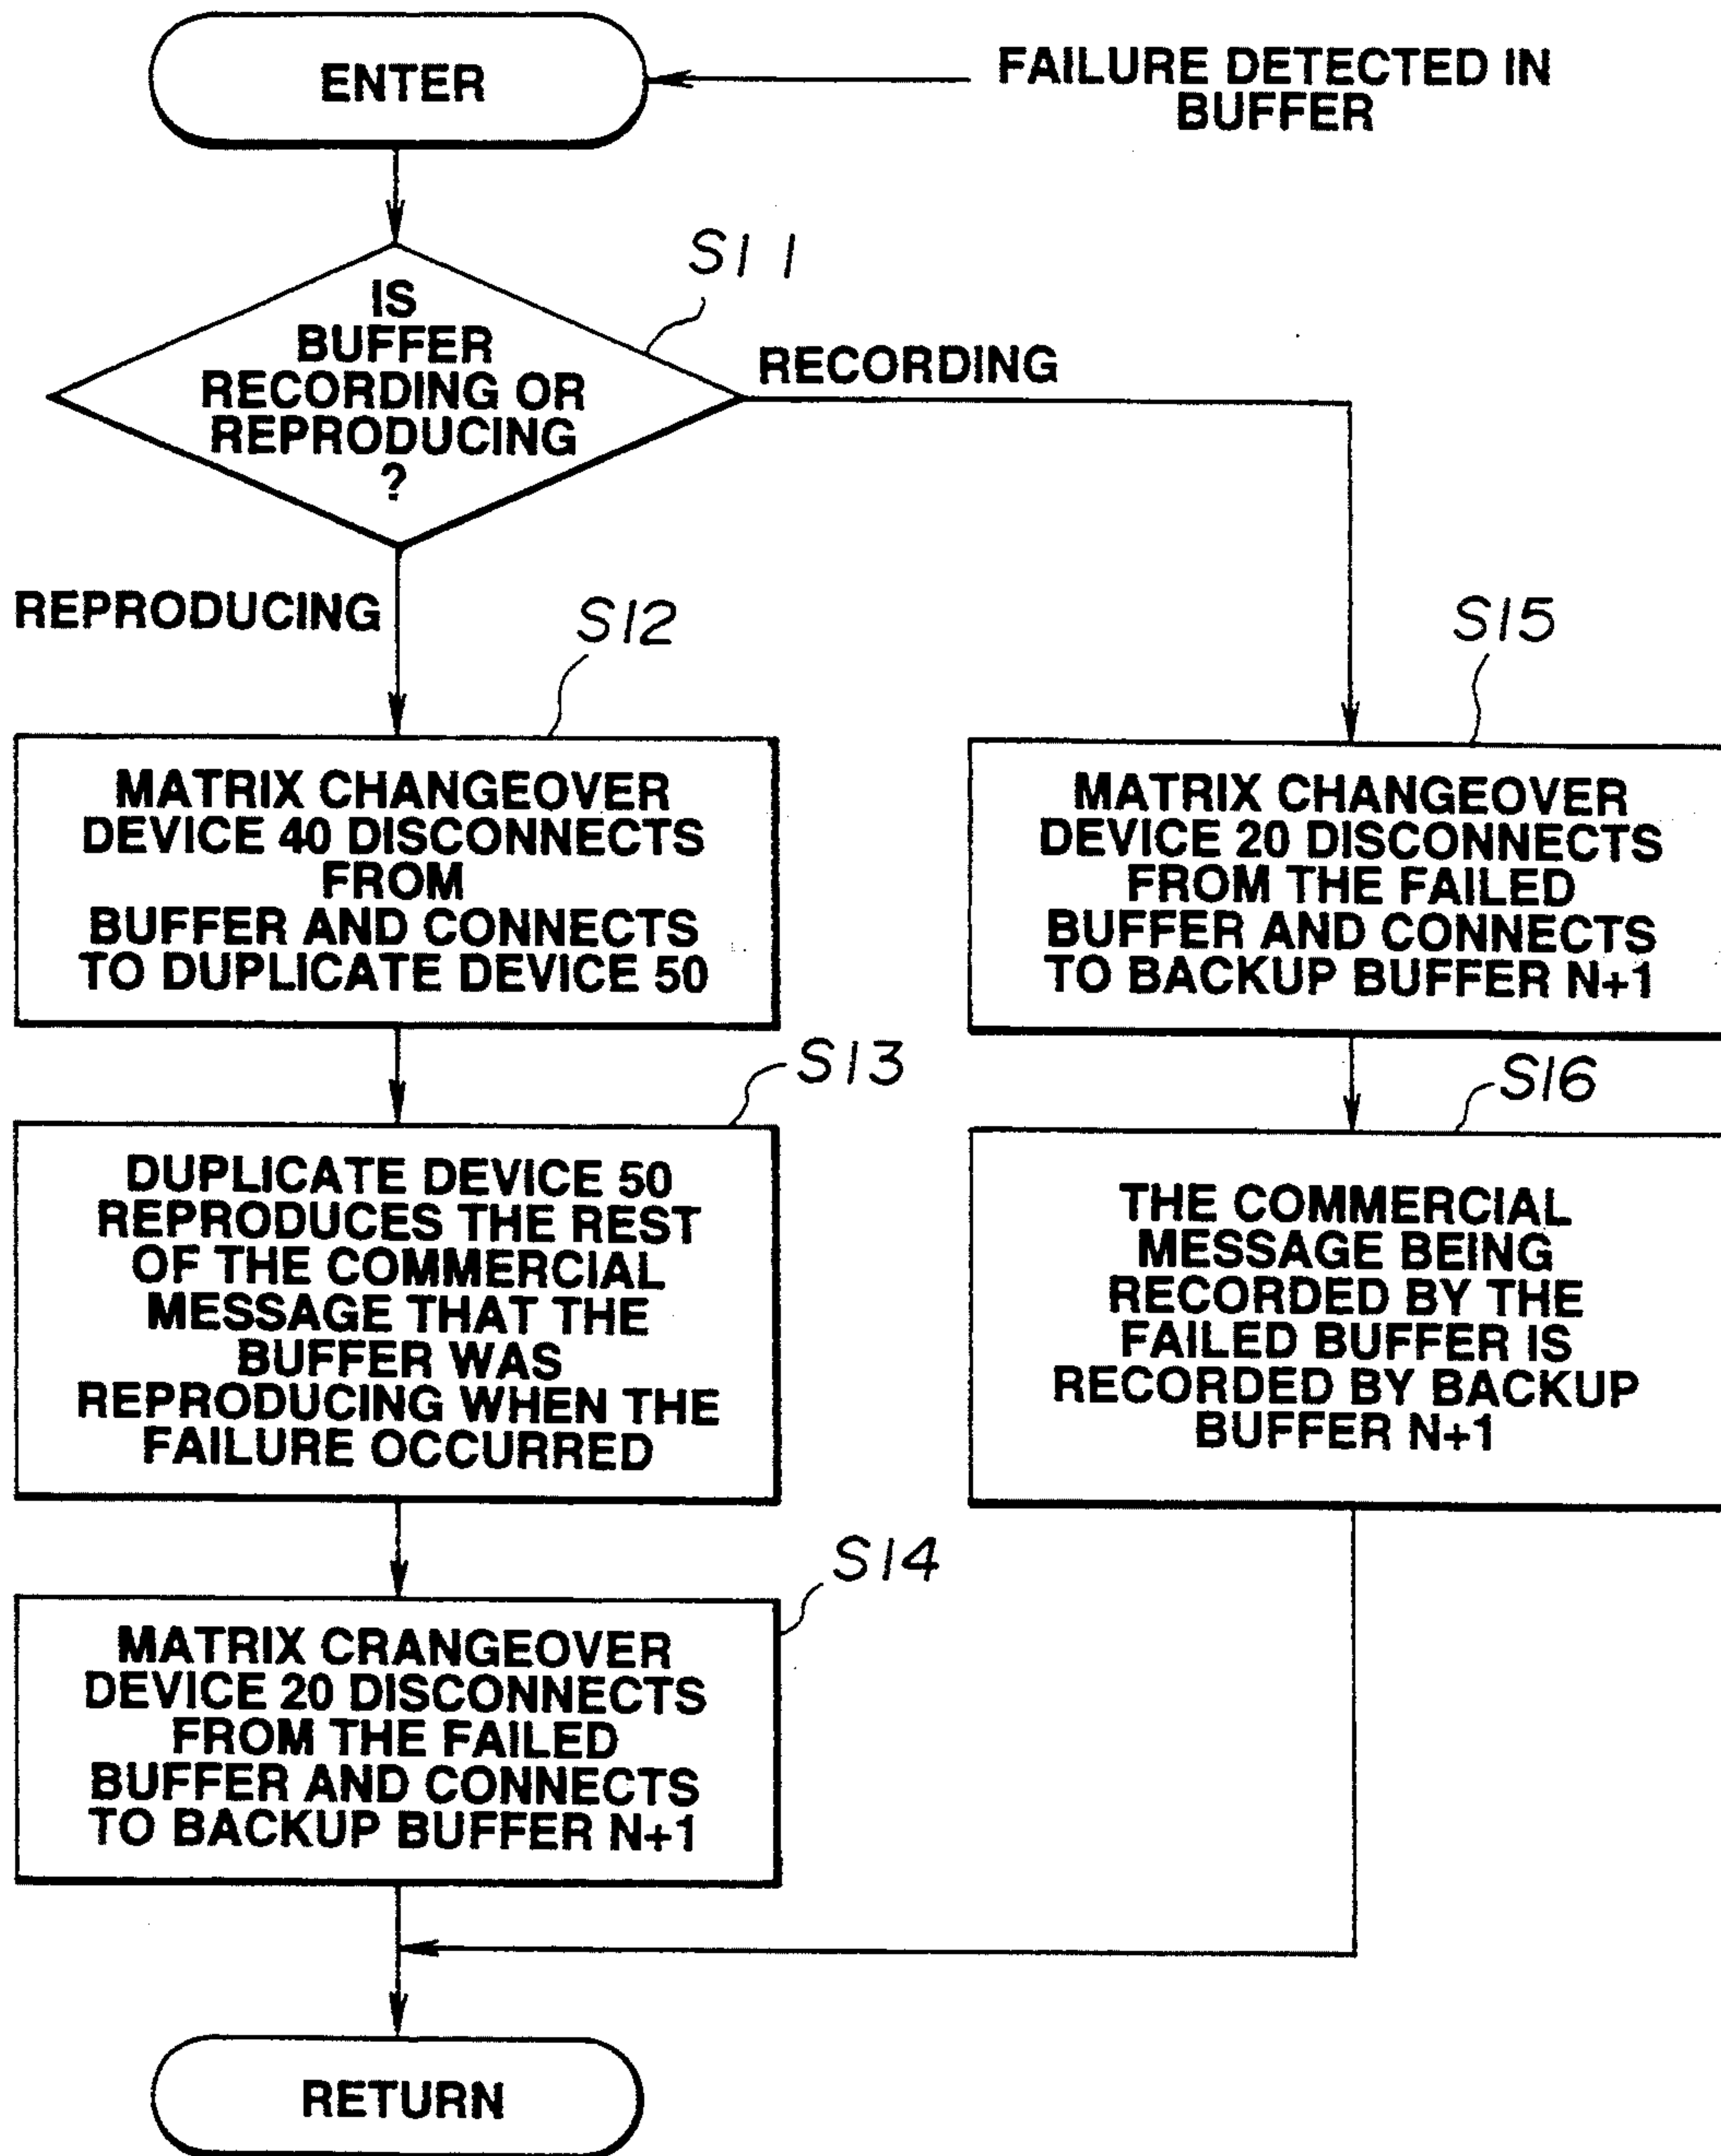 ENTER
FAILURE DETECTED IN
BUFFER
S11
IS
BUFFER
RECORDING OR
REPRODUCING
?
RECORDING
REPRODUCING
S12
MATRIX CHANGEOVER
DEVICE 40 DISCONNECTS
FROM
BUFFER AND CONNECTS
TO DUPLICATE DEVICE 50
S13
DUPLICATE DEVICE 50
REPRODUCES THE REST
OF THE COMMERCIAL
MESSAGE THAT THE
BUFFER WAS
REPRODUCING WHEN THE
FAILURE OCCURRED
S14
MATRIX CRANGEOVER
DEVICE 20 DISCONNECTS
FROM THE FAILED
BUFFER AND CONNECTS
TO BACKUP BUFFER N+1
S15
MATRIX CHANGEOVER
DEVICE 20 DISCONNECTS
FROM THE FAILED
BUFFER AND CONNECTS
TO BACKUP BUFFER N+1
S16
THE COMMERCIAL
MESSAGE BEING
RECORDED BY THE
FAILED BUFFER IS
RECORDED BY BACKUP
BUFFER N+1
RETURN